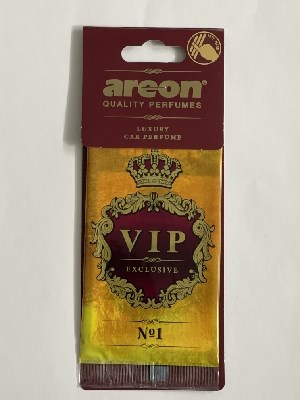 areon
QUALITY PERFUMES
LUXURY
CAR PERFUME
VIP
EXCLUSIVE
№1